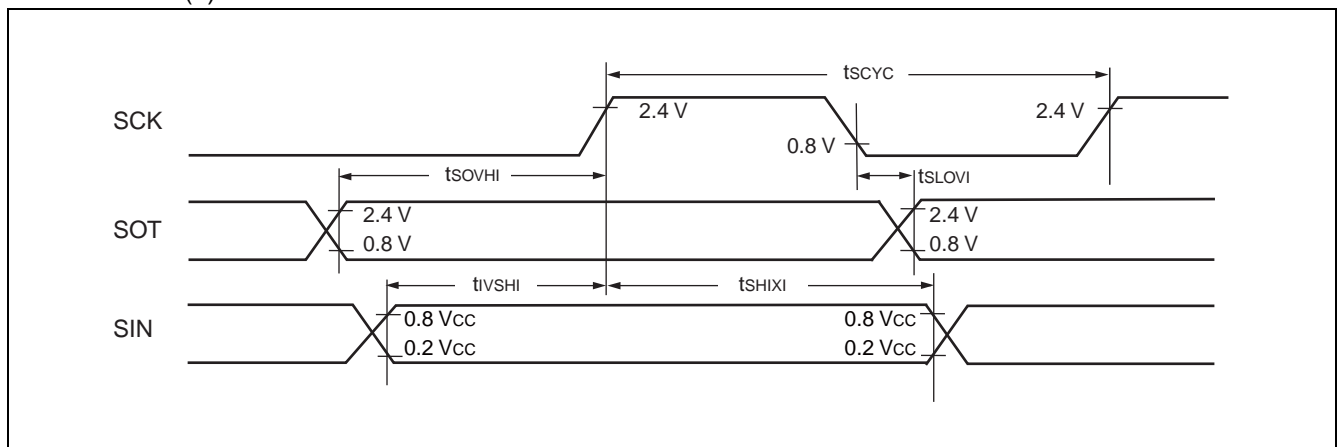 tSCYC
SCK
2.4 V
2.4 V
0.8 V
tSOVHI
tSLOVI
SOT
2.4 V
2.4 V
0.8 V
0.8 V
tIVSHI
tSHIXI
SIN
0.8 VCC
0.8 VCC
0.2 VCC
0.2 VCC